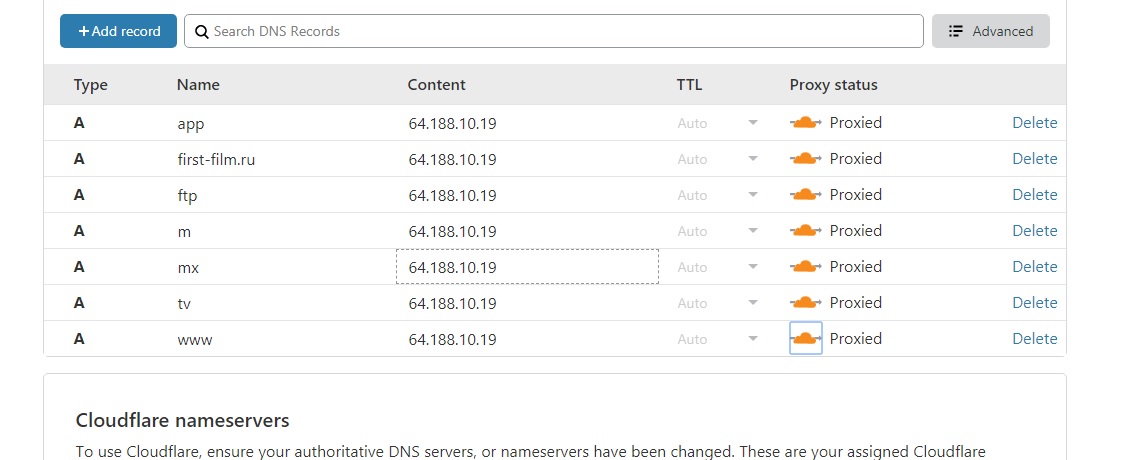 +Add record Search DNS Records Advanced
Type Name Content TTL Proxy status
A app 64.188.10.19 Auto Proxied Delete
A first-film.ru 64.188.10.19 Auto Proxied Delete
A ftp 64.188.10.19 Auto Proxied Delete
A m 64.188.10.19 Auto Proxied Delete
A mx 64.188.10.19 Auto Proxied Delete
A tv 64.188.10.19 Auto Proxied Delete
A www 64.188.10.19 Auto Proxied Delete
Cloudflare nameservers
To use Cloudflare, ensure your authoritative DNS servers, or nameservers have been changed. These are your assigned Cloudflare